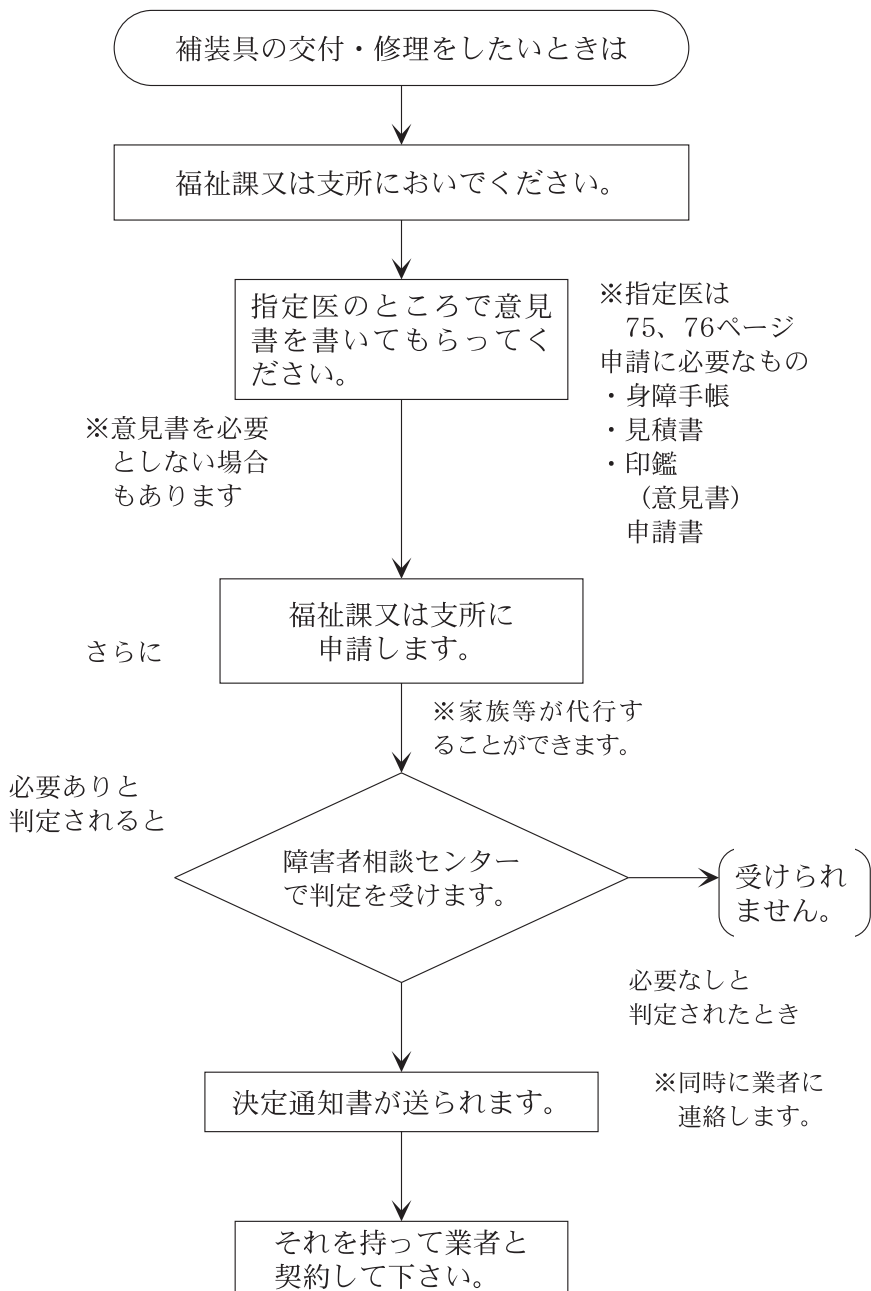 補装具の交付・修理をしたいときは
福祉課又は支所においでください。
指定医のところで意見
書を書いてもらってく
ださい。
※指定医は
75、76ページ
申請に必要なもの
・身障手帳
・見積書
・印鑑
（意見書）
申請書
※意見書を必要
としない場合
もあります
福祉課又は支所に
申請します。
さらに
※家族等が代行す
ることができます。
必要ありと
判定されると
障害者相談センター
で判定を受けます。
受けられ
ません。
必要なしと
判定されたとき
決定通知書が送られます。
※同時に業者に
連絡します。
それを持って業者と
契約して下さい。